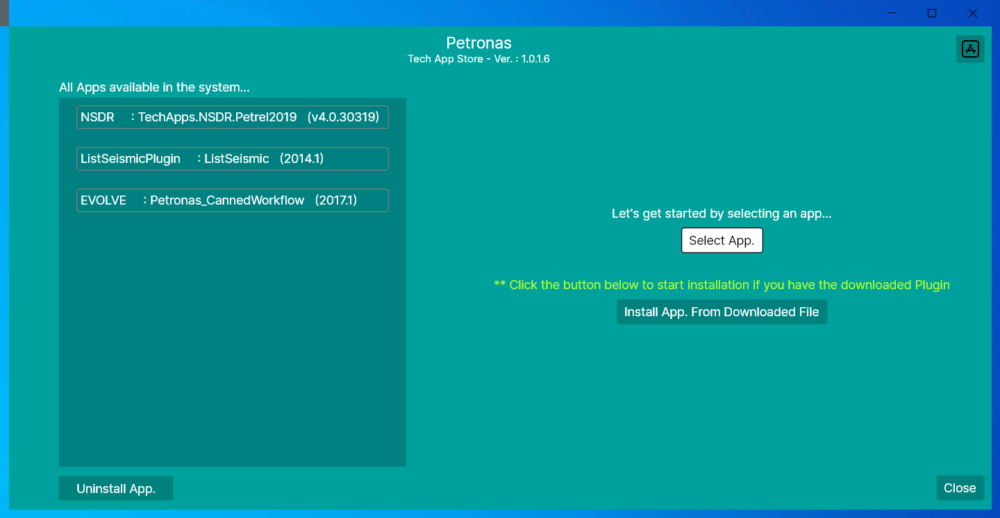 Petronas
Tech App Store - Ver. : 1.0.1.6
All Apps available in the system...
NSDR : TechApps.NSDR.Petrel2019 (v4.0.30319)
ListSeismicPlugin : ListSeismic (2014.1)
EVOLVE : Petronas_CannedWorkflow (2017.1)
Let's get started by selecting an app...
Select App.
** Click the button below to start installation if you have the downloaded Plugin
Install App. From Downloaded File
Uninstall App.
Close